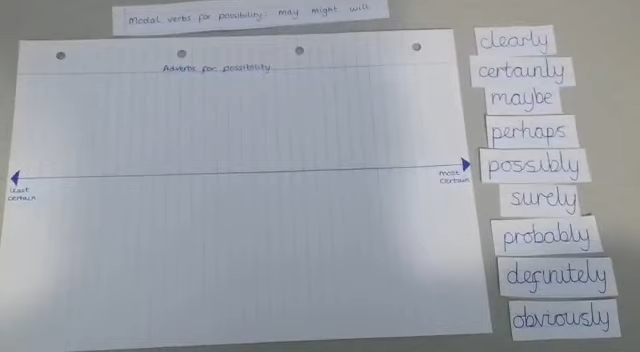 Modal verbs for possibility: may might will
Adverbs for possibility
least
certain
most
certain
clearly
certainly
maybe
perhaps
possibly
surely
probably
definitely
obviously